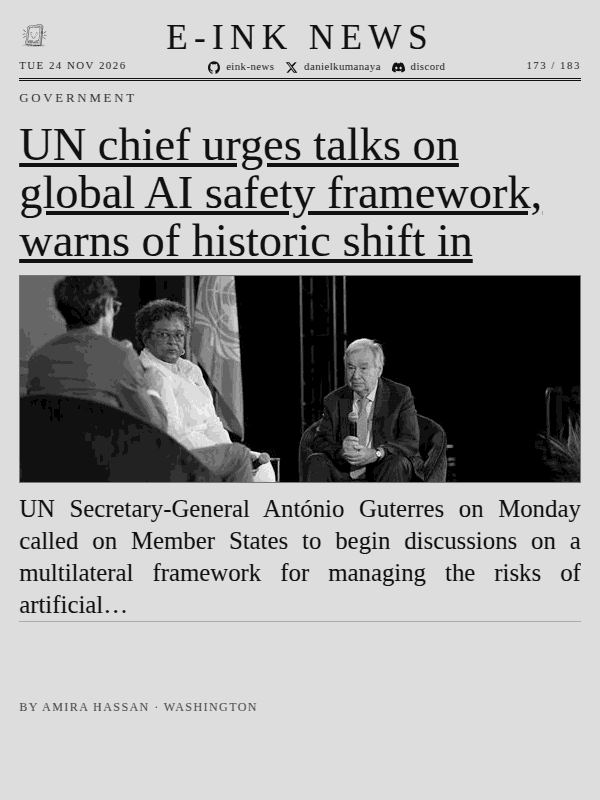 E-INK NEWS
TUE 24 NOV 2026
eink-news danielkumanaya discord
173 / 183
GOVERNMENT
UN chief urges talks on
global AI safety framework,
warns of historic shift in
UN Secretary-General António Guterres on Monday
called on Member States to begin discussions on a
multilateral framework for managing the risks of
artificial…
BY AMIRA HASSAN · WASHINGTON